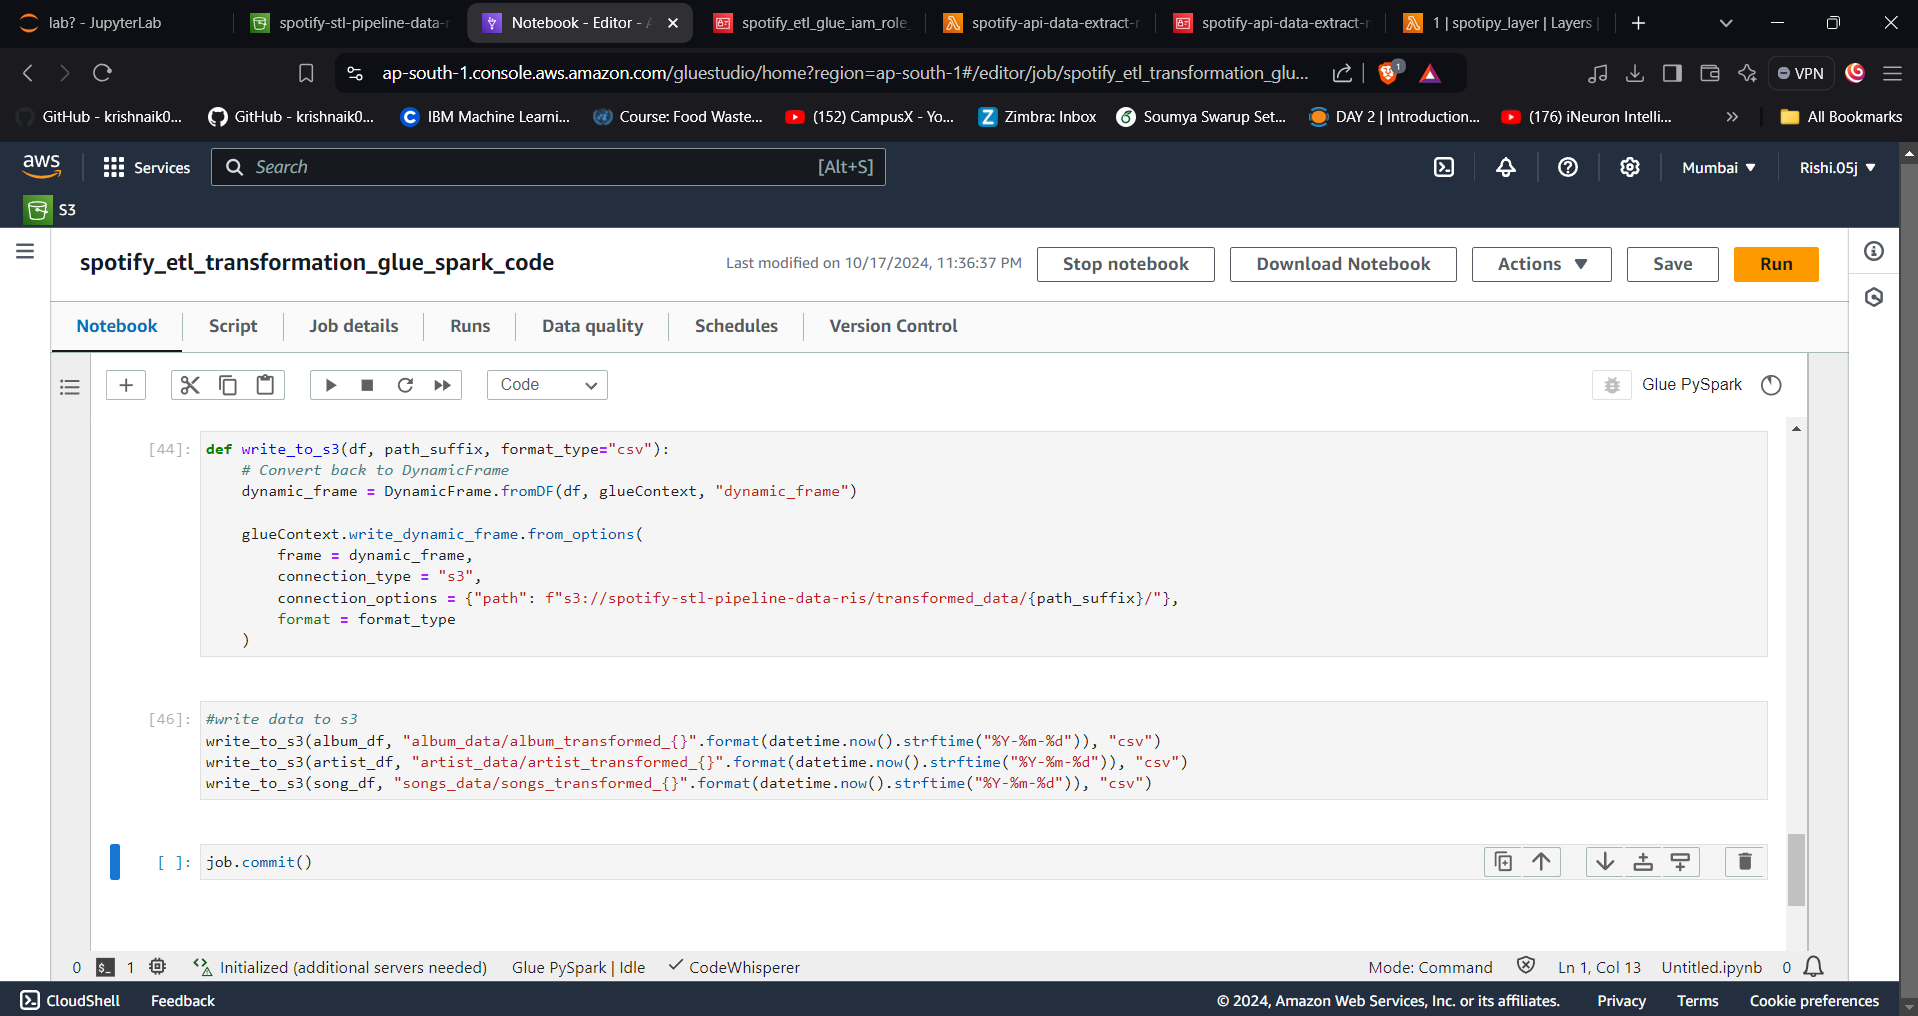 lab? - JupyterLab
spotify-stl-pipeline-data-r
Notebook - Editor - A
spotify_etl_glue_iam_role_
spotify-api-data-extract-r
spotify-api-data-extract-r
1 | spotipy_layer | Layers |
ap-south-1.console.aws.amazon.com/gluestudio/home?region=ap-south-1#/editor/job/spotify_etl_transformation_glu...
1
VPN
GitHub - krishnaik0...
GitHub - krishnaik0...
IBM Machine Learni...
Course: Food Waste...
(152) CampusX - Yo...
Zimbra: Inbox
Soumya Swarup Set...
DAY 2 | Introduction...
(176) iNeuron Intelli...
»
All Bookmarks
aws
Services
Search
[Alt+S]
Mumbai ▼
Rishi.05j ▼
S3
spotify_etl_transformation_glue_spark_code
Last modified on 10/17/2024, 11:36:37 PM
Stop notebook
Download Notebook
Actions ▼
Save
Run
Notebook
Script
Job details
Runs
Data quality
Schedules
Version Control
Code
Glue PySpark
[44]:
def write_to_s3(df, path_suffix, format_type="csv"):
# Convert back to DynamicFrame
dynamic_frame = DynamicFrame.fromDF(df, glueContext, "dynamic_frame")
glueContext.write_dynamic_frame.from_options(
frame = dynamic_frame,
connection_type = "s3",
connection_options = {"path": f"s3://spotify-stl-pipeline-data-ris/transformed_data/{path_suffix}/"},
format = format_type
)
[46]:
#write data to s3
write_to_s3(album_df, "album_data/album_transformed_{}".format(datetime.now().strftime("%Y-%m-%d")), "csv")
write_to_s3(artist_df, "artist_data/artist_transformed_{}".format(datetime.now().strftime("%Y-%m-%d")), "csv")
write_to_s3(song_df, "songs_data/songs_transformed_{}".format(datetime.now().strftime("%Y-%m-%d")), "csv")
[ ]:
job.commit()
0
1
Initialized (additional servers needed)
Glue PySpark | Idle
CodeWhisperer
Mode: Command
Ln 1, Col 13
Untitled.ipynb
0
CloudShell
Feedback
© 2024, Amazon Web Services, Inc. or its affiliates.
Privacy
Terms
Cookie preferences